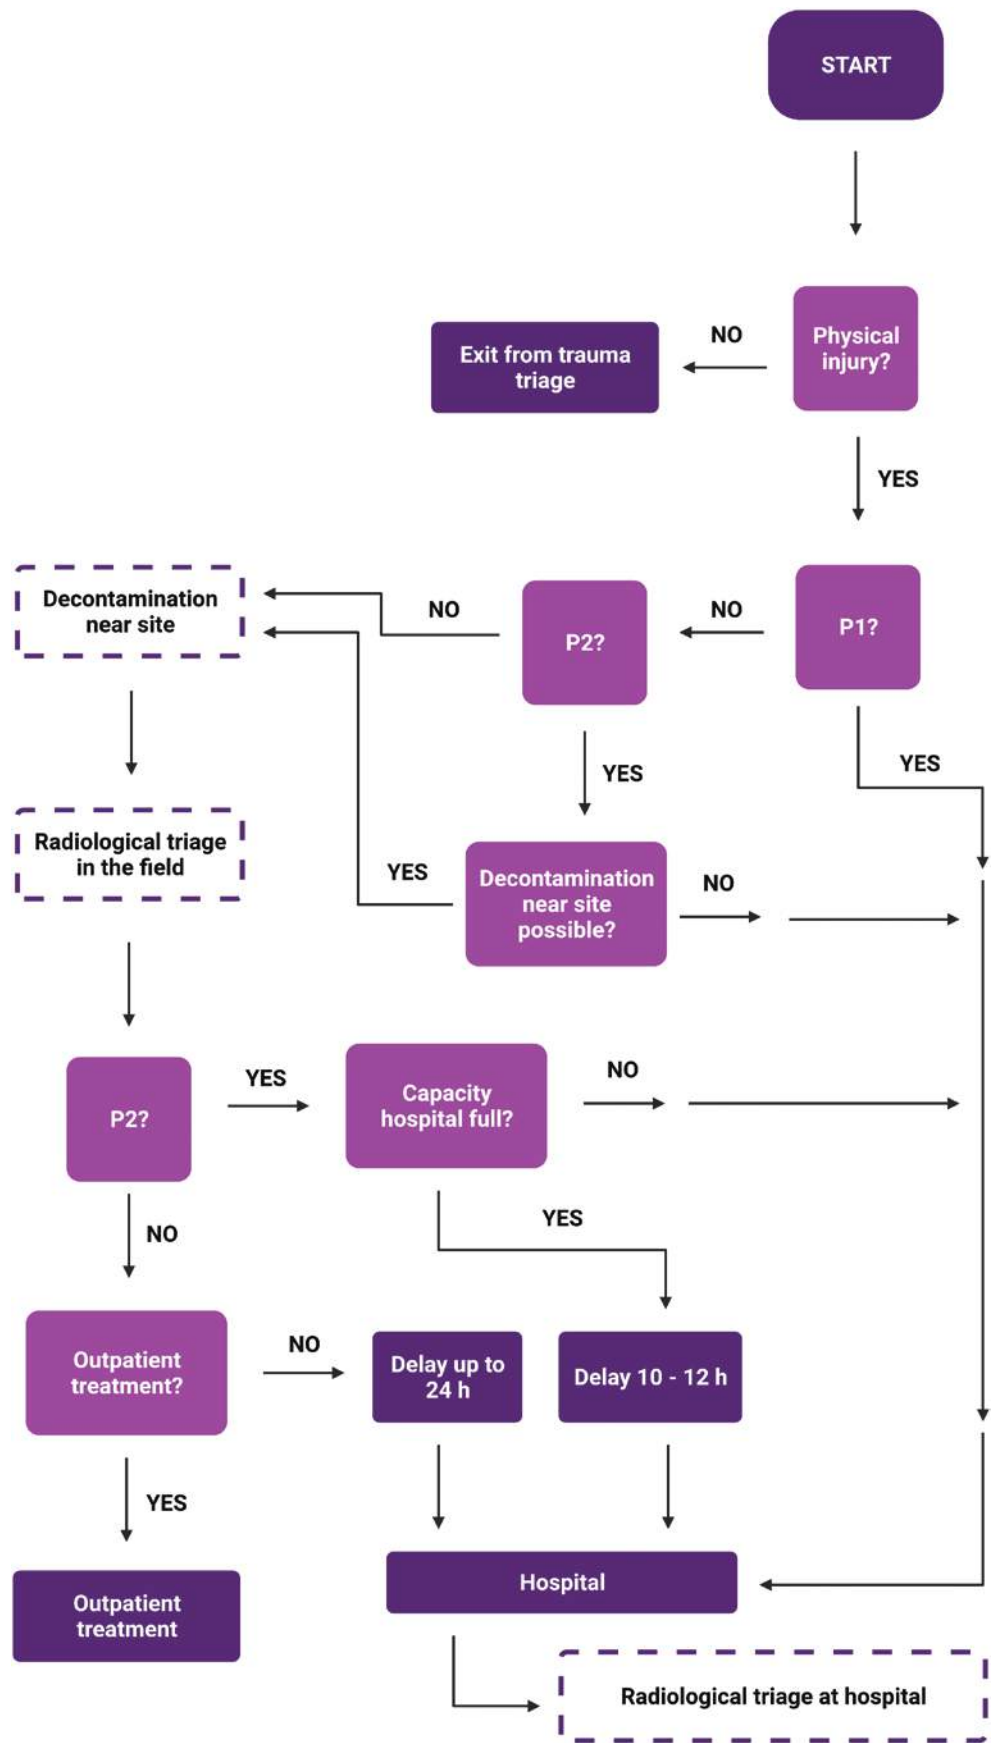 START
Physical
injury?
NO
Exit from trauma
triage
YES
P1?
NO
P2?
NO
Decontamination
near site
YES
YES
Decontamination
near site
possible?
YES
NO
Radiological triage
in the field
P2?
YES
Capacity
hospital full?
NO
YES
NO
Outpatient
treatment?
NO
Delay up to
24 h
Delay 10 - 12 h
YES
Outpatient
treatment
Hospital
Radiological triage at hospital